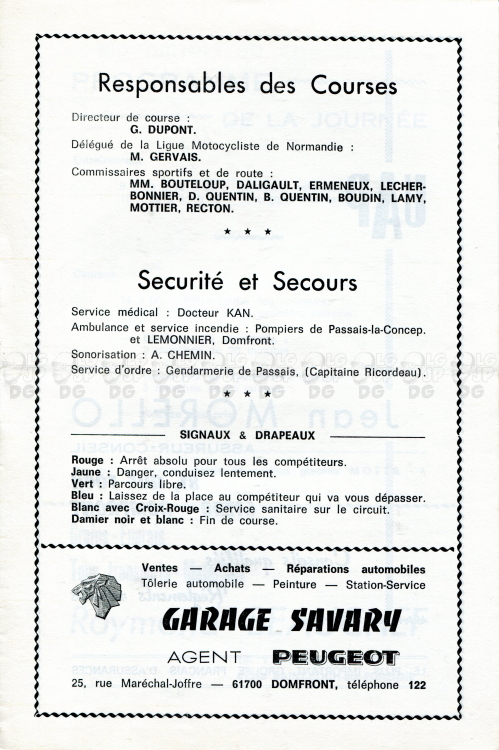 Responsables des Courses
Directeur de course :
G. DUPONT.
Délégué de la Ligue Motocycliste de Normandie :
M. GERVAIS.
Commissaires sportifs et de route :
MM. BOUTELOUP, DALIGAULT, ERMENEUX, LECHER-
BONNIER, D. QUENTIN, B. QUENTIN, BOUDIN, LAMY,
MOTTIER, RECTON.
★ ★ ★
Securité et Secours
Service médical : Docteur KAN.
Ambulance et service incendie : Pompiers de Passais-la-Concep.
et LEMONNIER, Domfront.
Sonorisation : A. CHEMIN.
Service d'ordre : Gendarmerie de Passais, (Capitaine Ricordeau).
★ ★ ★
SIGNAUX & DRAPEAUX
Rouge : Arrêt absolu pour tous les compétiteurs.
Jaune : Danger, conduisez lentement.
Vert : Parcours libre.
Bleu : Laissez de la place au compétiteur qui va vous dépasser.
Blanc avec Croix-Rouge : Service sanitaire sur le circuit.
Damier noir et blanc : Fin de course.
Ventes — Achats — Réparations automobiles
Tôlerie automobile — Peinture — Station-Service
GARAGE SAVARY
AGENT PEUGEOT
25, rue Maréchal-Joffre — 61700 DOMFRONT, téléphone 122